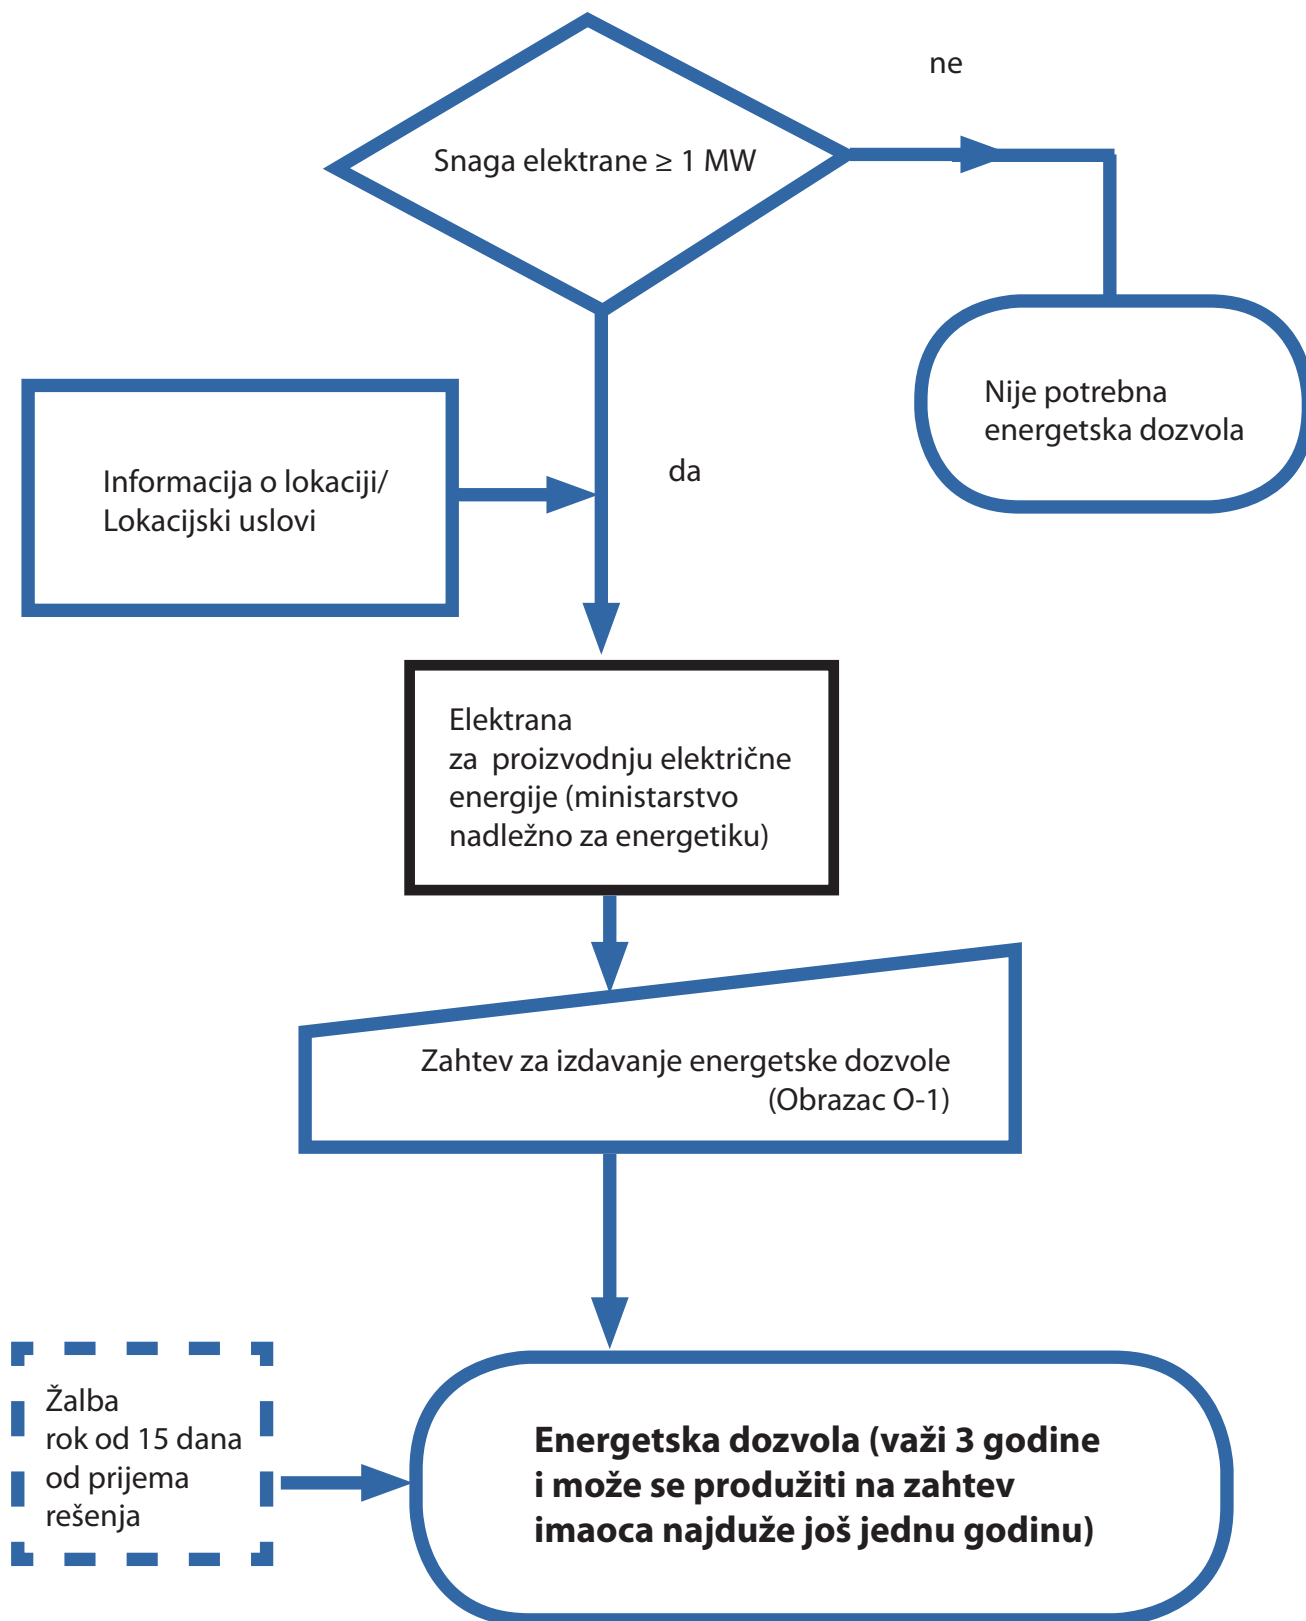 ne
Snaga elektrane ≥ 1 MW
Nije potrebna
energetska dozvola
da
Informacija o lokaciji/
Lokacijski uslovi
Elektrana
za proizvodnju električne
energije (ministarstvo
nadležno za energetiku)
Zahtev za izdavanje energetske dozvole
(Obrazac O-1)
Žalba
rok od 15 dana
od prijema
rešenja
Energetska dozvola (važi 3 godine
i može se produžiti na zahtev
imaoca najduže još jednu godinu)